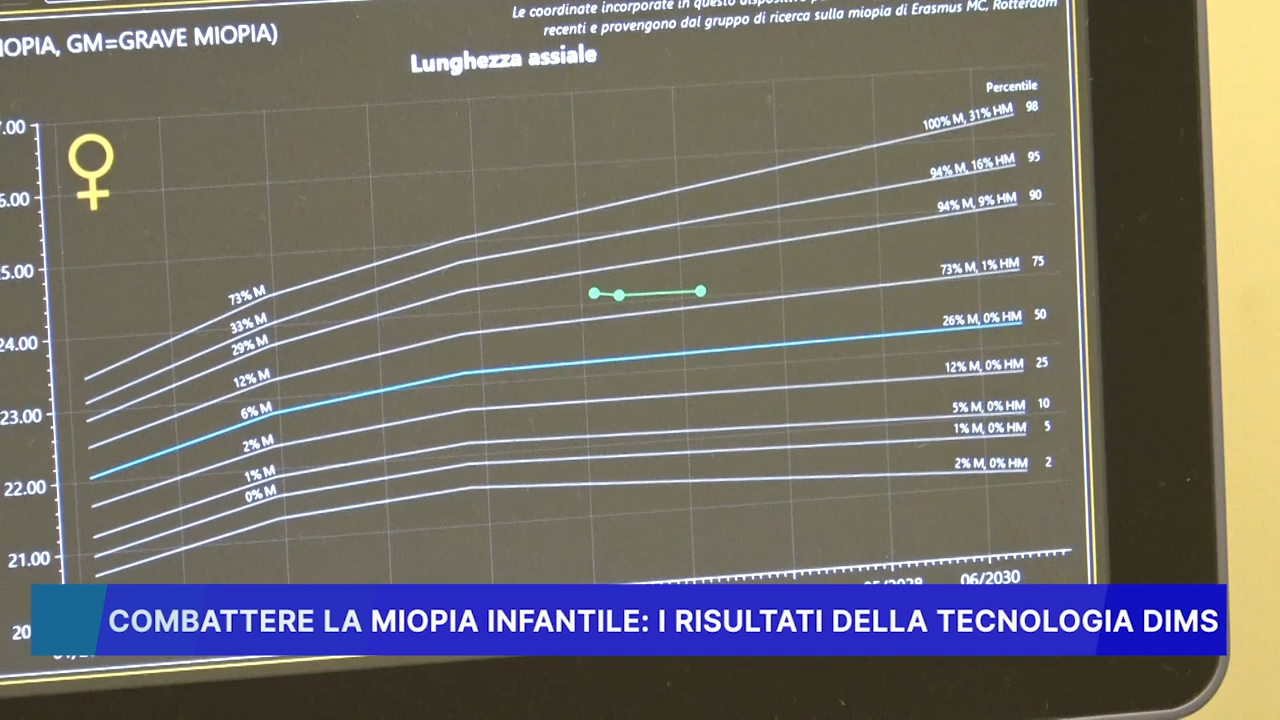 Le coordinate incorporate in questo
IOPIA, GM=GRAVE MIOPIA)
recenti e provengono dal gruppo di ricerca sulla miopia di Erasmus MC, Rotterdam
Lunghezza assiale
Percentile
7.00
100% M, 31% HM 98
94% M, 16% HM 95
6.00
94% M, 9% HM 90
5.00
73% M, 1% HM 75
73% M
33% M
29% M
26% M, 0% HM 50
24.00
12% M
12% M, 0% HM 25
6% M
23.00
5% M, 0% HM 10
2% M
1% M, 0% HM 5
1% M
2% M, 0% HM 2
0% M
22.00
21.00
06/2030
20
COMBATTERE LA MIOPIA INFANTILE: I RISULTATI DELLA TECNOLOGIA DIMS